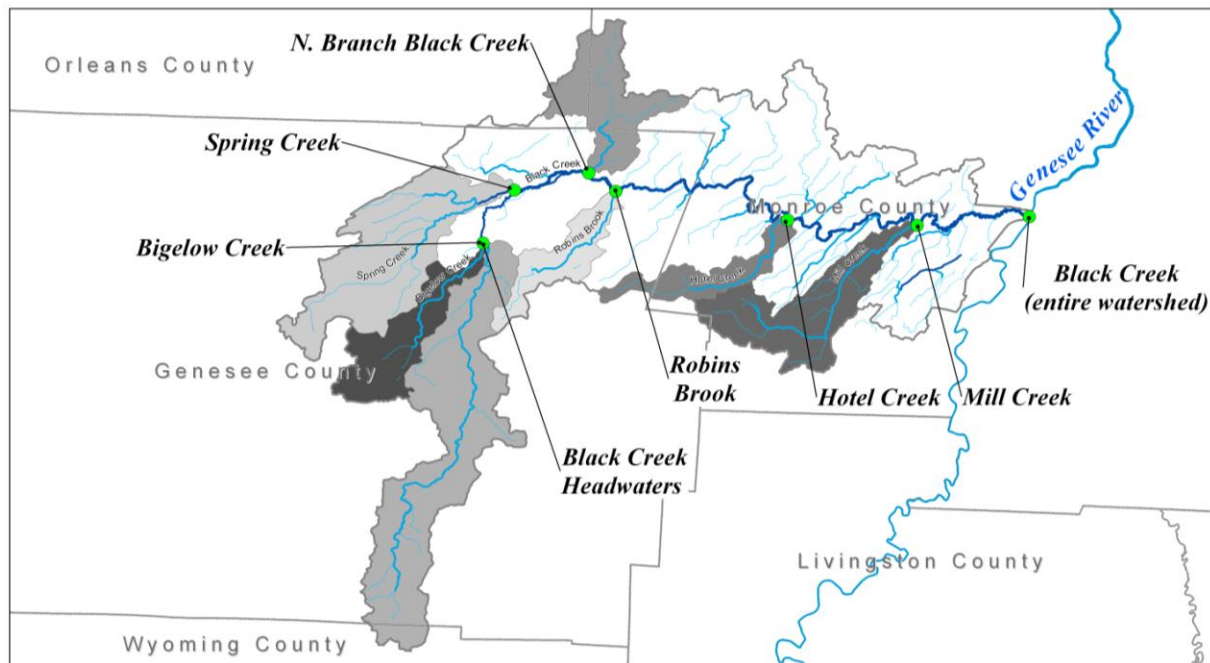 N. Branch Black Creek
Orleans County
Genesee River
Spring Creek
Black Creek
Monroe County
Bigelow Creek
Robins Brook
Spring Creek
Bigelow Creek
Hotel Creek
Mill Creek
Black Creek
(entire watershed)
Genesee County
Robins
Brook
Hotel Creek
Mill Creek
Black Creek
Headwaters
Livingston County
Wyoming County